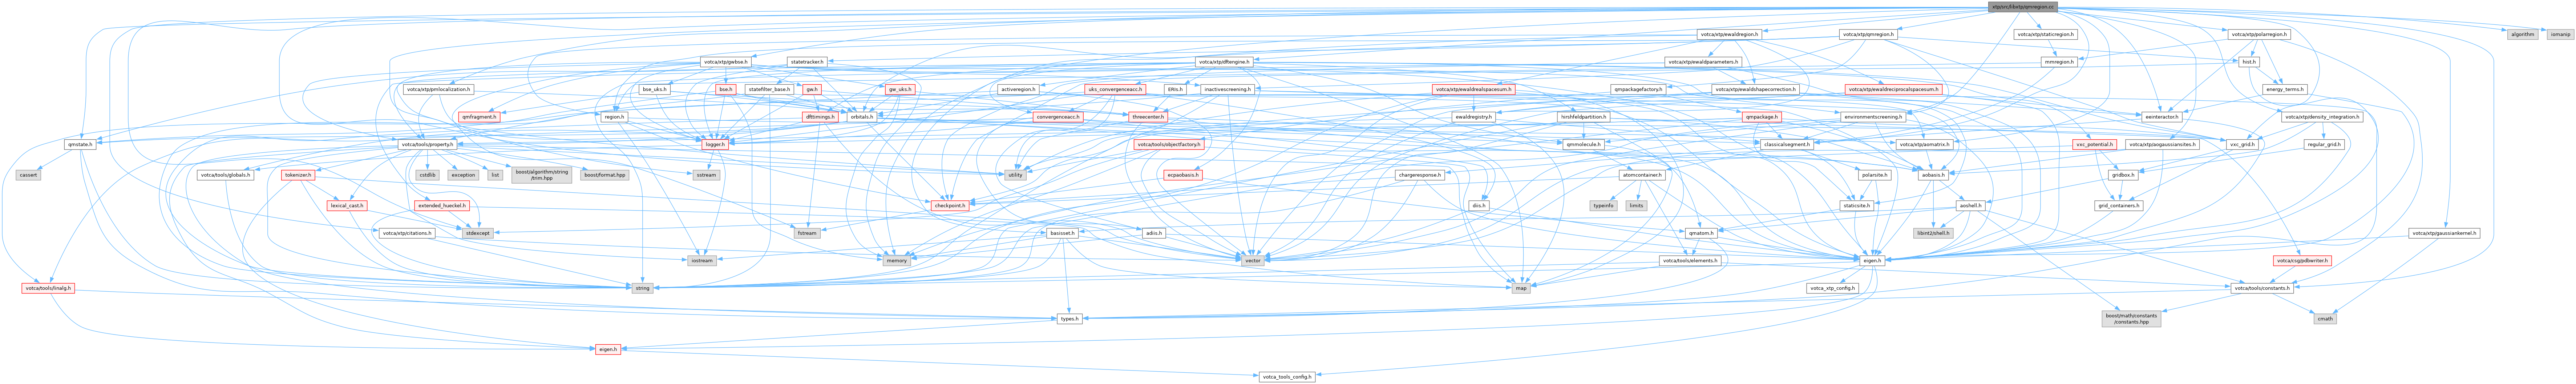 xtp/src/libxtp/qmregion.cc
votca/xtp/ewaldregion.h
votca/xtp/qmregion.h
votca/xtp/staticregion.h
votca/xtp/polarregion.h
algorithm
iomanip
votca/xtp/gwbse.h
statetracker.h
votca/xtp/dftengine.h
votca/xtp/ewaldparameters.h
mmregion.h
hist.h
votca/xtp/pmlocalization.h
bse_uks.h
bse.h
statefilter_base.h
gw.h
gw_uks.h
activeregion.h
uks_convergenceacc.h
ERIs.h
inactivescreening.h
votca/xtp/ewaldrealspacesum.h
qmpackagefactory.h
votca/xtp/ewaldshapecorrection.h
votca/xtp/ewaldreciprocalspacesum.h
energy_terms.h
qmfragment.h
region.h
dfttimings.h
orbitals.h
convergenceacc.h
threecenter.h
ewaldregistry.h
hirshfeldpartition.h
qmpackage.h
environmentscreening.h
eeinteractor.h
votca/xtp/density_integration.h
qmstate.h
votca/tools/property.h
logger.h
votca/tools/objectfactory.h
qmmolecule.h
classicalsegment.h
votca/xtp/aomatrix.h
vxc_potential.h
votca/xtp/aogaussiansites.h
vxc_grid.h
regular_grid.h
cassert
votca/tools/globals.h
tokenizer.h
cstdlib
exception
list
boost/algorithm/string
/trim.hpp
boost/format.hpp
sstream
utility
ecpaobasis.h
chargeresponse.h
atomcontainer.h
polarsite.h
aobasis.h
gridbox.h
lexical_cast.h
extended_hueckel.h
checkpoint.h
diis.h
typeinfo
limits
staticsite.h
aoshell.h
grid_containers.h
votca/xtp/citations.h
stdexcept
fstream
basisset.h
adiis.h
qmatom.h
libint2/shell.h
votca/xtp/gaussiankernel.h
iostream
memory
vector
votca/tools/elements.h
eigen.h
votca/csg/pdbwriter.h
votca/tools/linalg.h
string
map
votca_xtp_config.h
votca/tools/constants.h
types.h
boost/math/constants
/constants.hpp
cmath
eigen.h
votca_tools_config.h